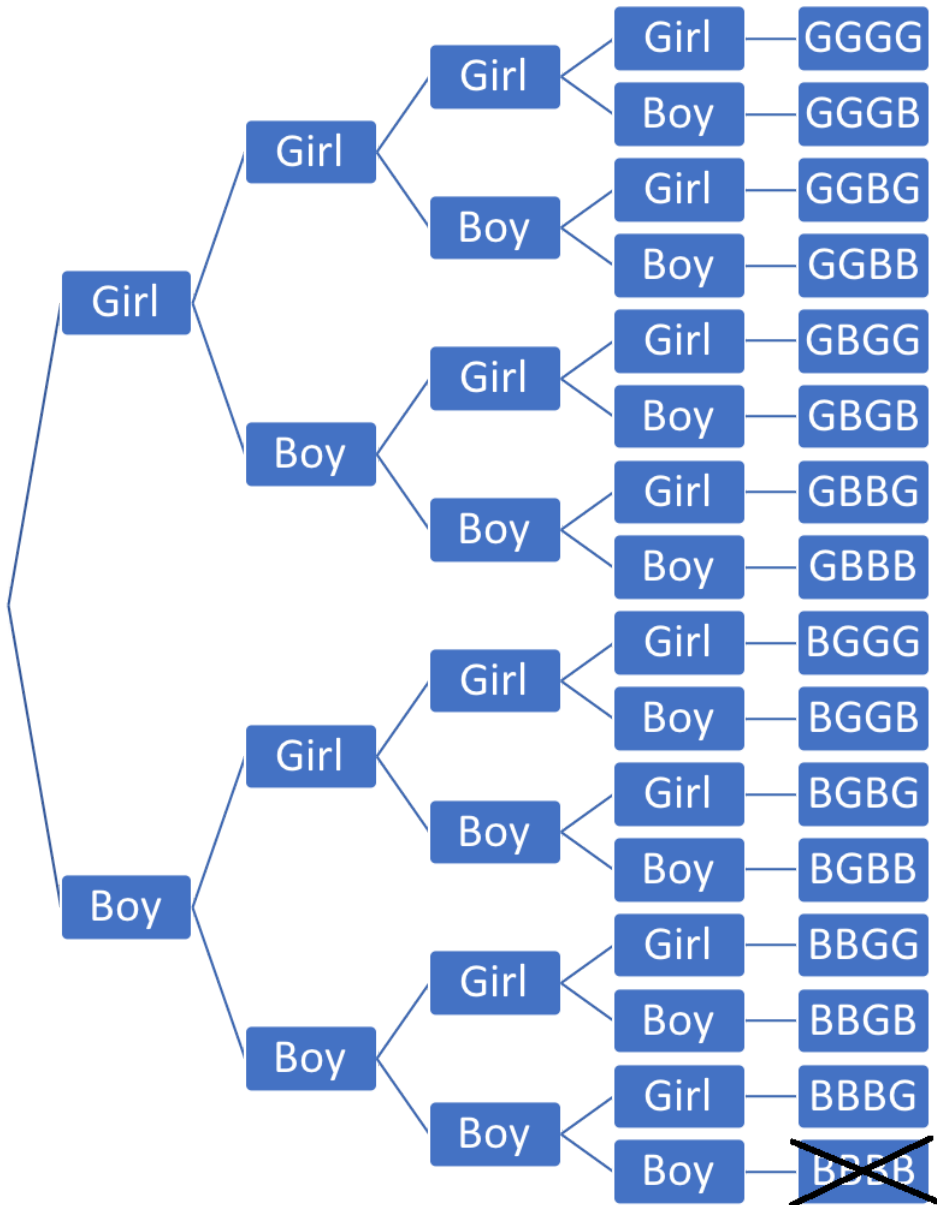 Girl GGGG
Girl
Boy GGGB
Girl
Girl GGBG
Boy
Boy GGBB
Girl
Girl GBGG
Girl
Boy GBGB
Boy
Girl GBBG
Boy
Boy GBBB
Girl BGGG
Girl
Boy BGGB
Girl
Girl BGBG
Boy
Boy BGBB
Boy
Girl BBGG
Girl
Boy BBGB
Boy
Girl BBBG
Boy
Boy BBBB